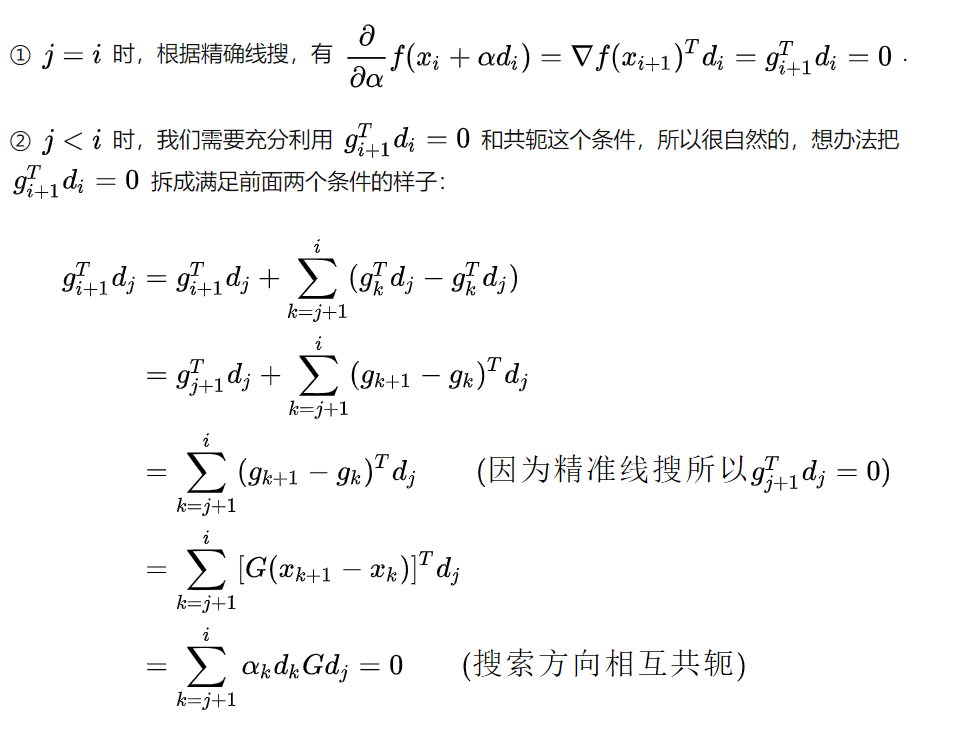 ① $j = i$ 时，根据精确线搜，有 $\frac{\partial}{\partial \alpha} f(x_i + \alpha d_i) = \nabla f(x_{i+1})^T d_i = g_{i+1}^T d_i = 0$ .
② $j < i$ 时，我们需要充分利用 $g_{i+1}^T d_i = 0$ 和共轭这个条件，所以很自然的，想办法把
$g_{i+1}^T d_i = 0$ 拆成满足前面两个条件的样子：
$g_{i+1}^T d_j = g_{i+1}^T d_j + \sum_{k=j+1}^{i} (g_k^T d_j - g_k^T d_j)$
$= g_{j+1}^T d_j + \sum_{k=j+1}^{i} (g_{k+1} - g_k)^T d_j$
$= \sum_{k=j+1}^{i} (g_{k+1} - g_k)^T d_j$ (因为精准线搜所以$g_{j+1}^T d_j = 0$)
$= \sum_{k=j+1}^{i} [G(x_{k+1} - x_k)]^T d_j$
$= \sum_{k=j+1}^{i} \alpha_k d_k G d_j = 0$ (搜索方向相互共轭)